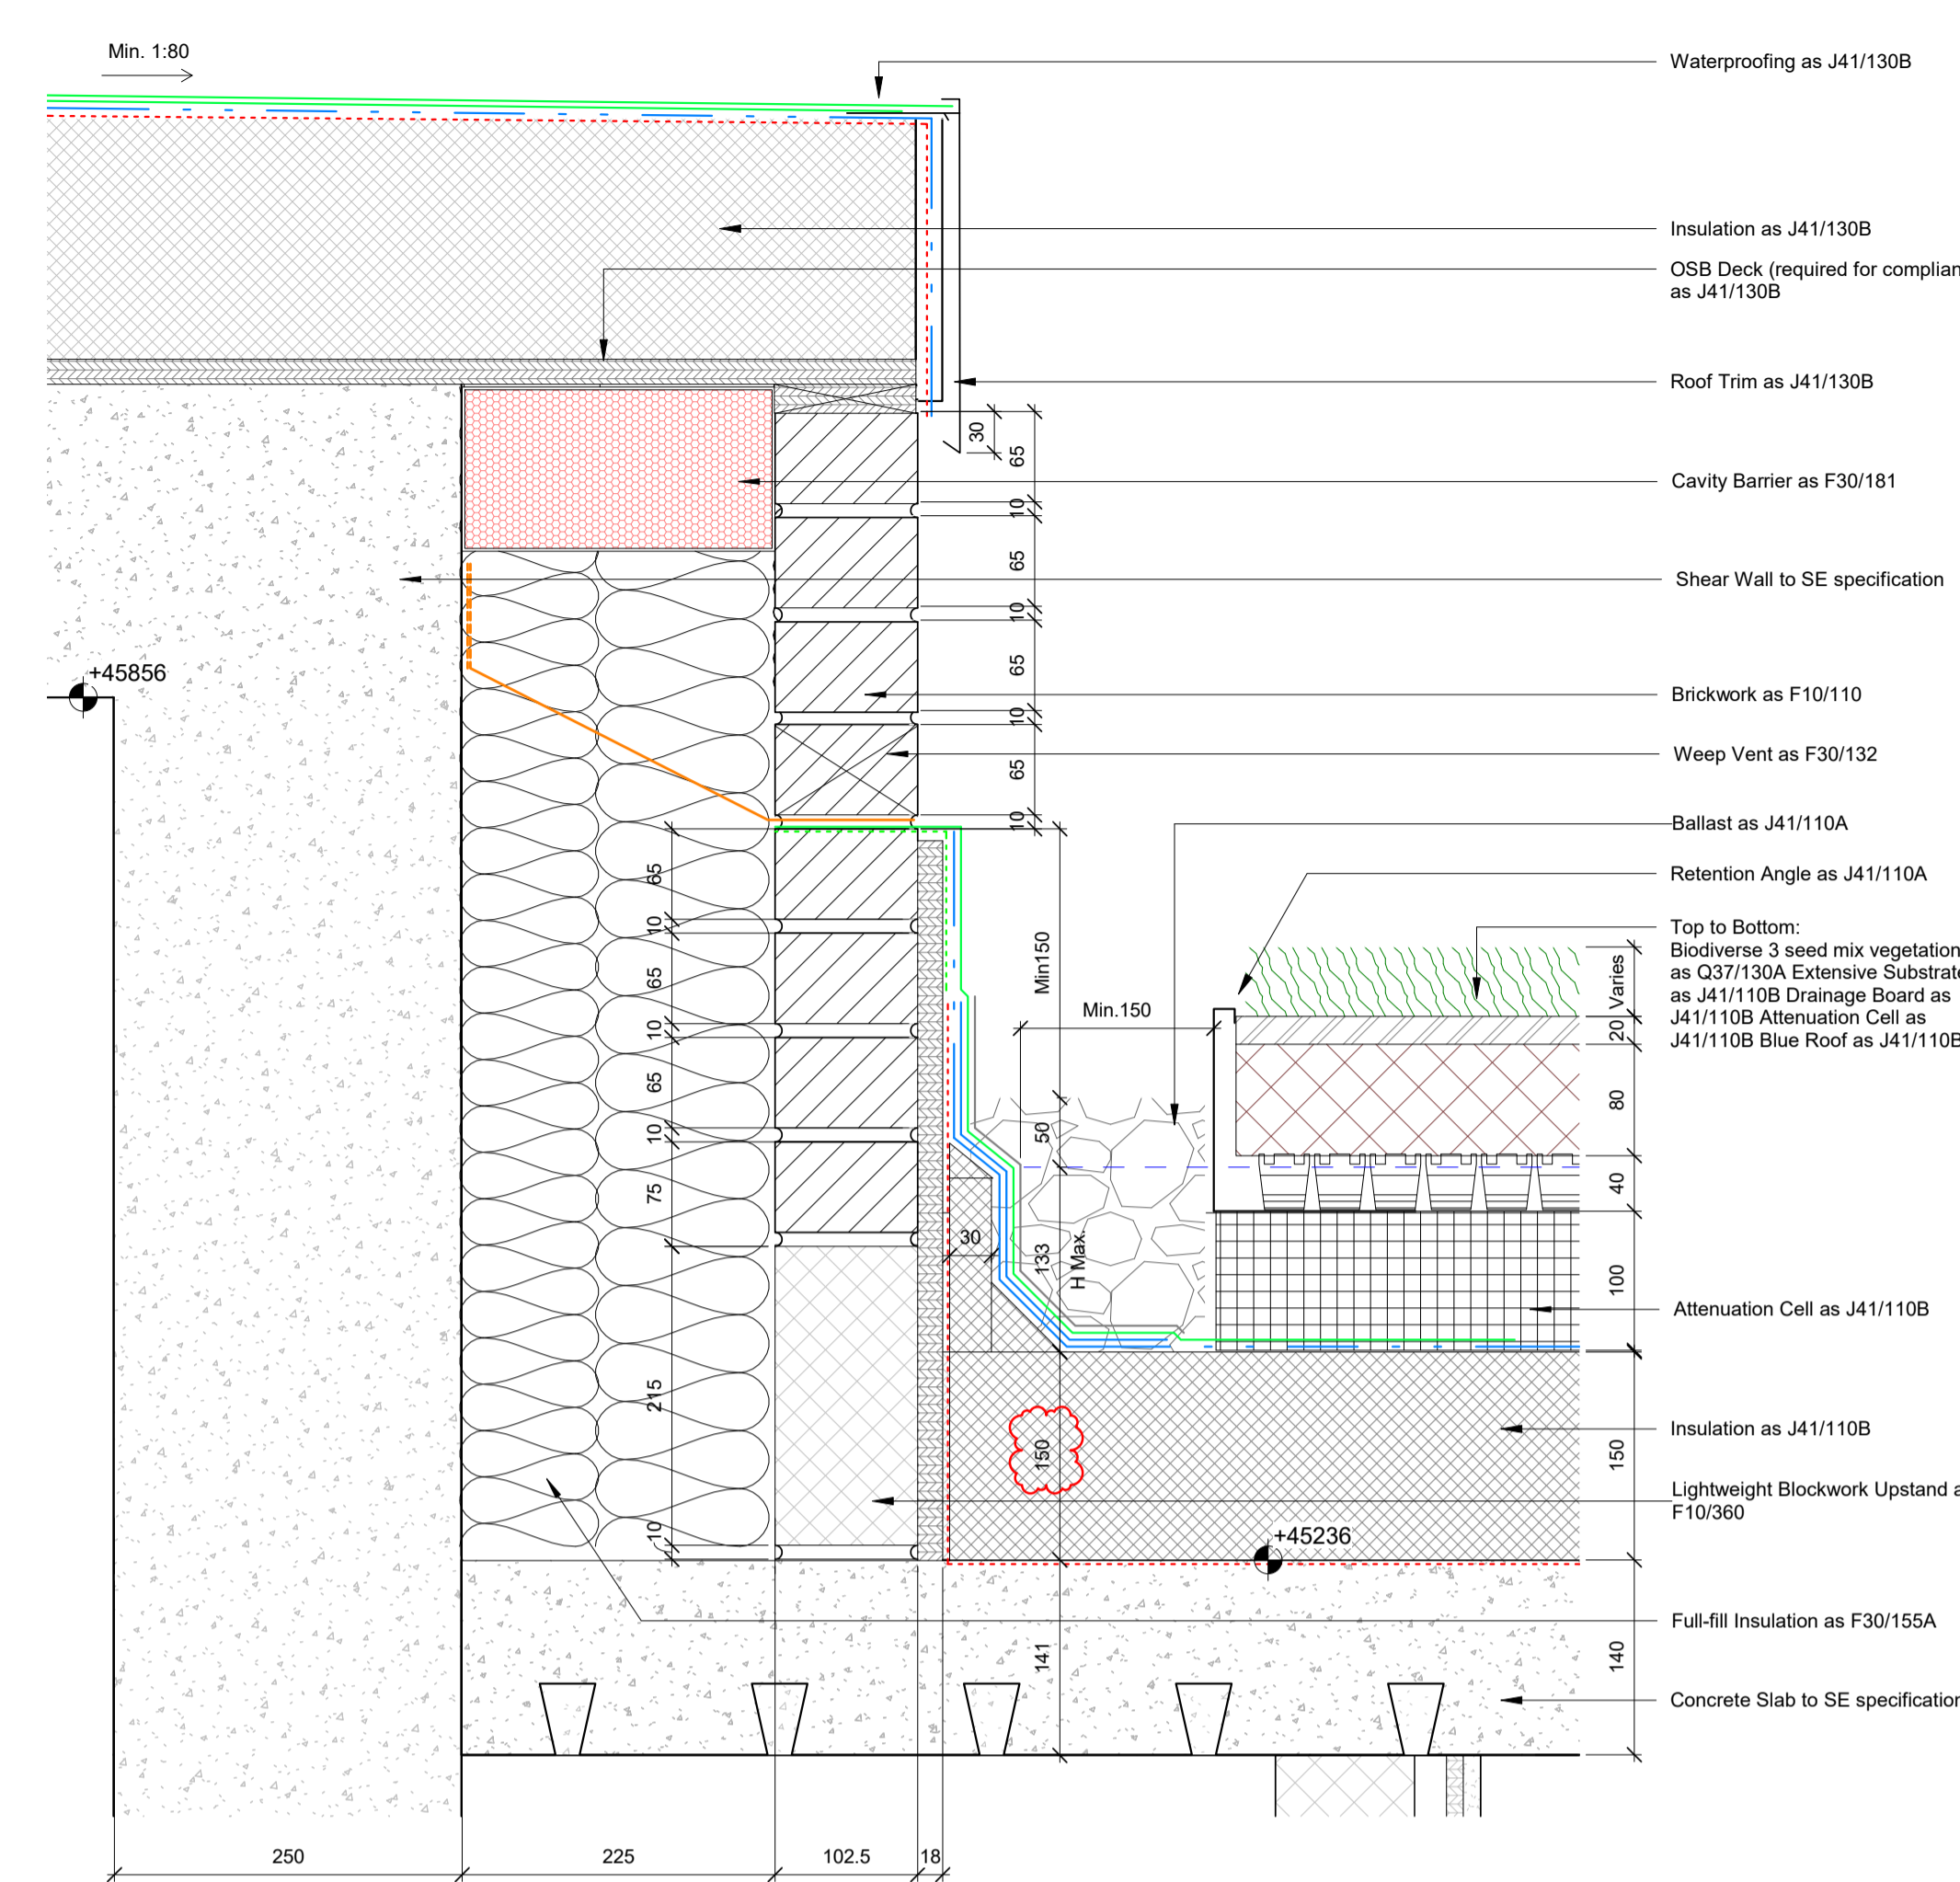 Min. 1:80
Waterproofing as J41/130B
Insulation as J41/130B
OSB Deck (required for
as J41/130B
Roof Trim as J41/130B
30
65
10
Cavity Barrier as F30/181
65
10
Shear Wall to SE specification
65
10
+45856
Brickwork as F10/110
Weep Vent as F30/132
65
10
Ballast as J41/110A
Retention Angle as J41/110A
Top to Bottom:
Biodiverse 3 seed mix vegetation
as Q37/130A Extensive Substrate
as J41/110B Drainage Board as
J41/110B Attenuation Cell as
J41/110B Blue Roof as J41/110B
65
10
65
10
65
10
75
215
10
Min150
Min.150
50
133
H Max.
30
150
141
Varies
20
80
40
100
150
140
Attenuation Cell as J41/110B
Insulation as J41/110B
Lightweight Blockwork Upstand
F10/360
+45236
Full-fill Insulation as F30/155A
Concrete Slab to SE specification
250
225
102.5
18